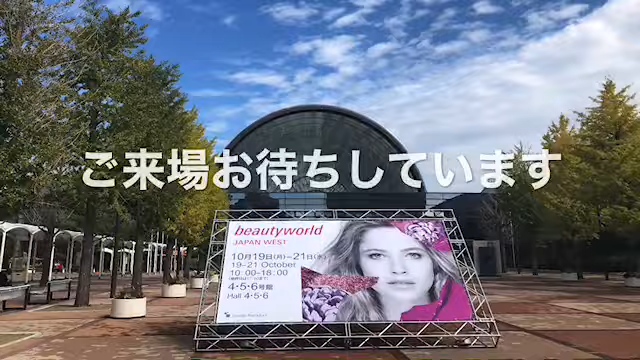 ご来場お待ちしています
beautyworld
JAPAN WEST
10月19日(月)-21日(水)
19-21 October
10:00-18:00
4・5・6号館
Hall 4・5・6